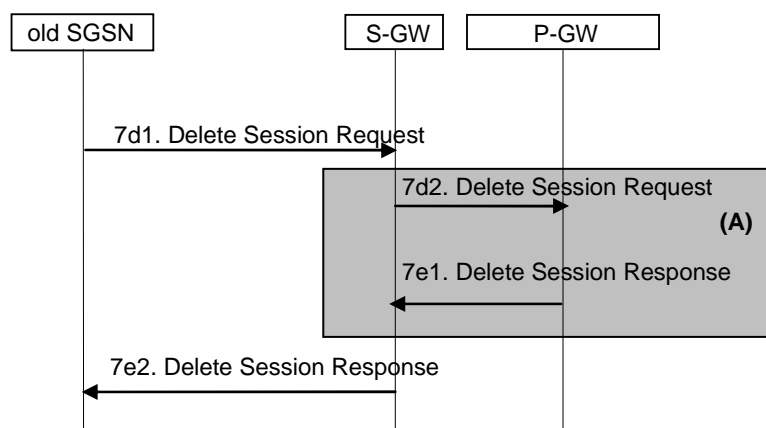 old SGSN
S-GW
P-GW
7d1. Delete Session Request
7d2. Delete Session Request
(A)
7e1. Delete Session Response
7e2. Delete Session Response